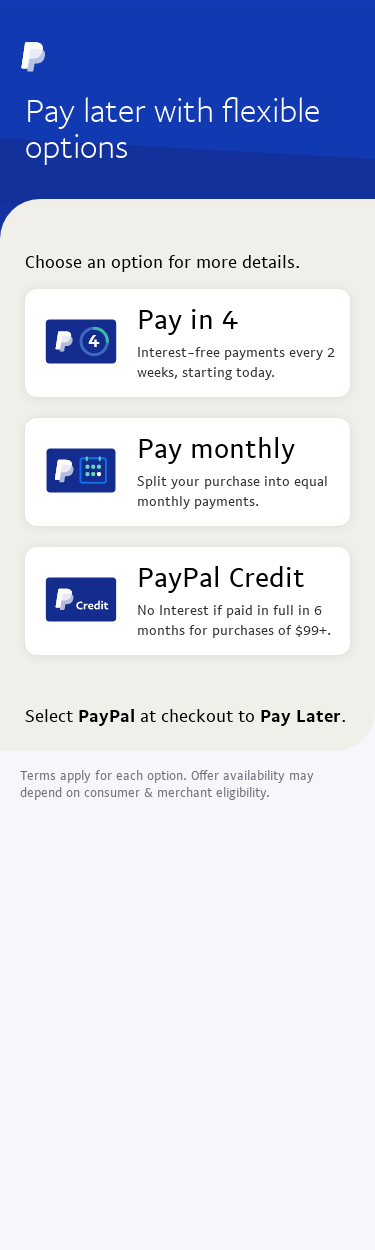 Pay later with flexible
options
Choose an option for more details.
4
Pay in 4
Interest-free payments every 2
weeks, starting today.
Pay monthly
Split your purchase into equal
monthly payments.
Credit
PayPal Credit
No Interest if paid in full in 6
months for purchases of $99+.
Select PayPal at checkout to Pay Later.
Terms apply for each option. Offer availability may
depend on consumer & merchant eligibility.